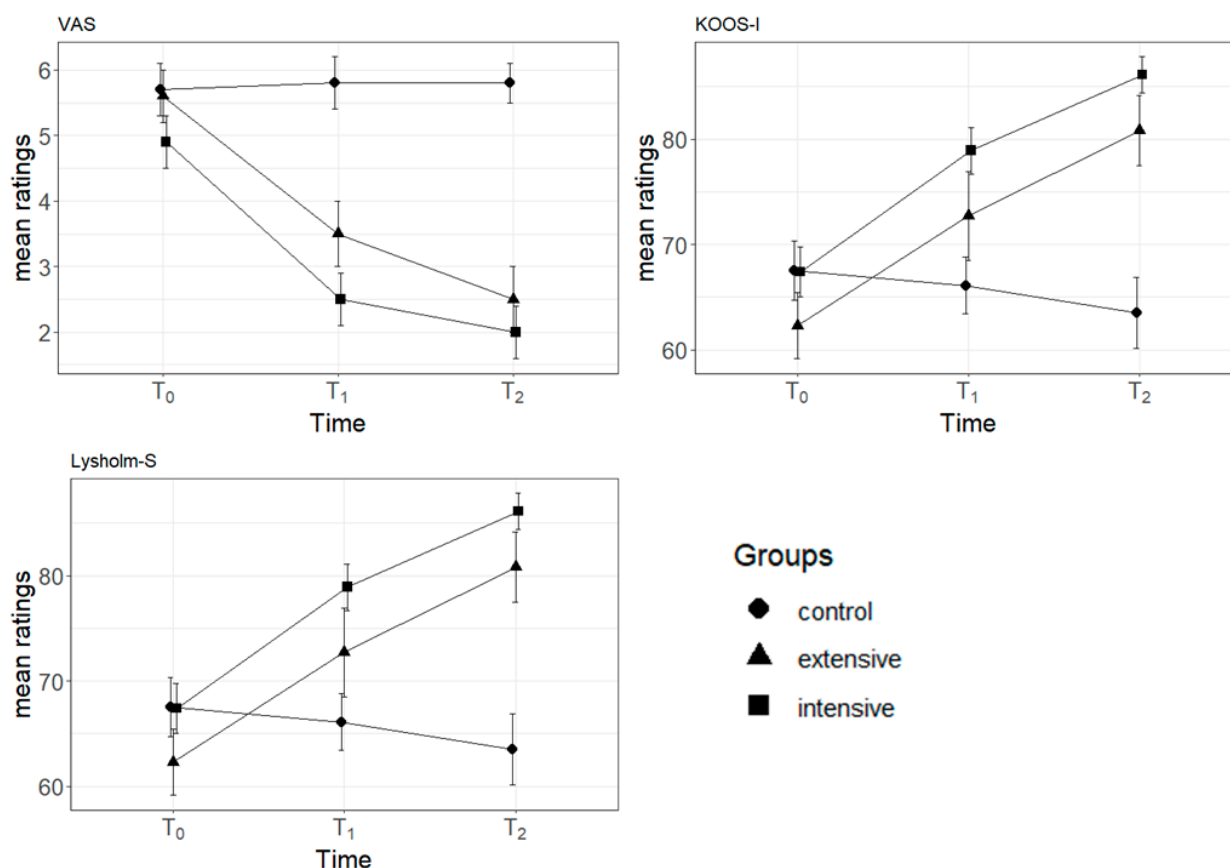 VAS
mean ratings
6
5
4
3
2
T0
T1
T2
Time
KOOS-I
mean ratings
80
70
60
T0
T1
T2
Time
Lysholm-S
mean ratings
80
70
60
T0
T1
T2
Time
Groups
control
extensive
intensive